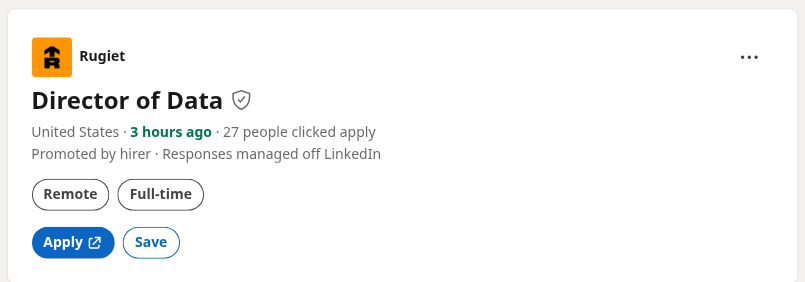 Rugiet
Director of Data
United States · 3 hours ago · 27 people clicked apply
Promoted by hirer · Responses managed off LinkedIn
Remote Full-time
Apply Save